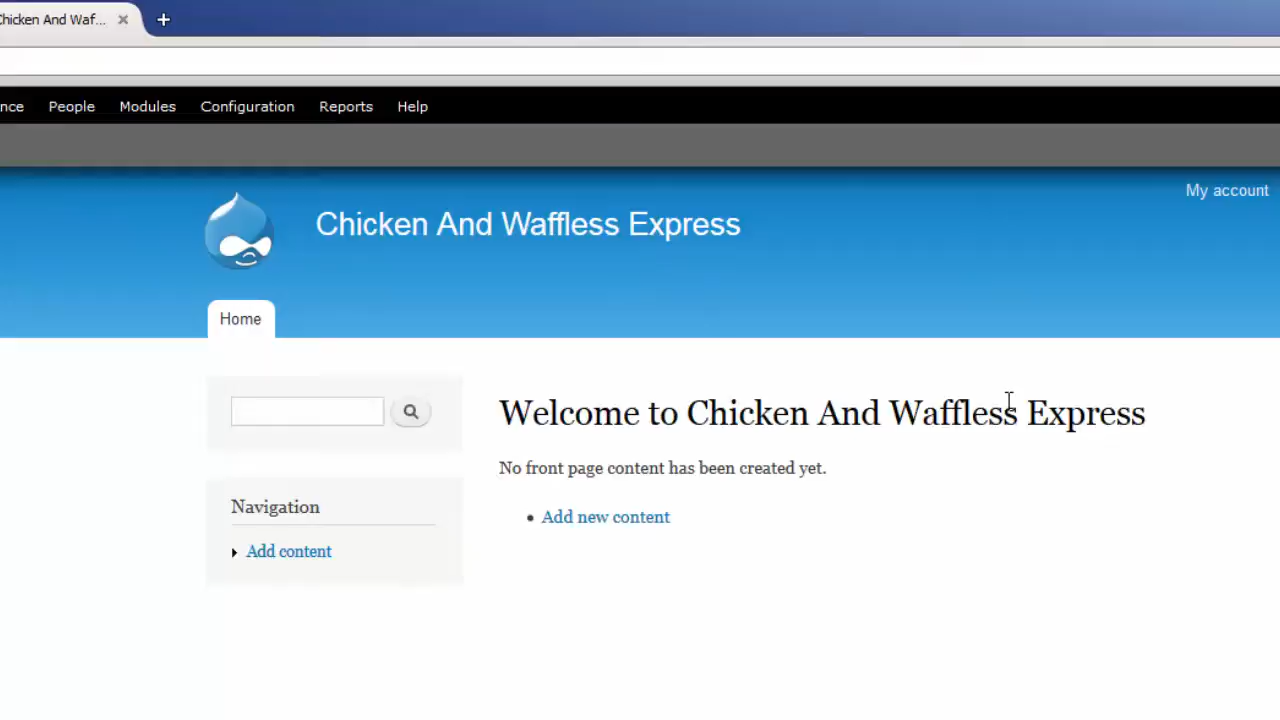 Chicken And Waf...
nce People Modules Configuration Reports Help
My account
Chicken And Waffless Express
Home
Welcome to Chicken And Waffless Express
No front page content has been created yet.
Add new content
Navigation
Add content